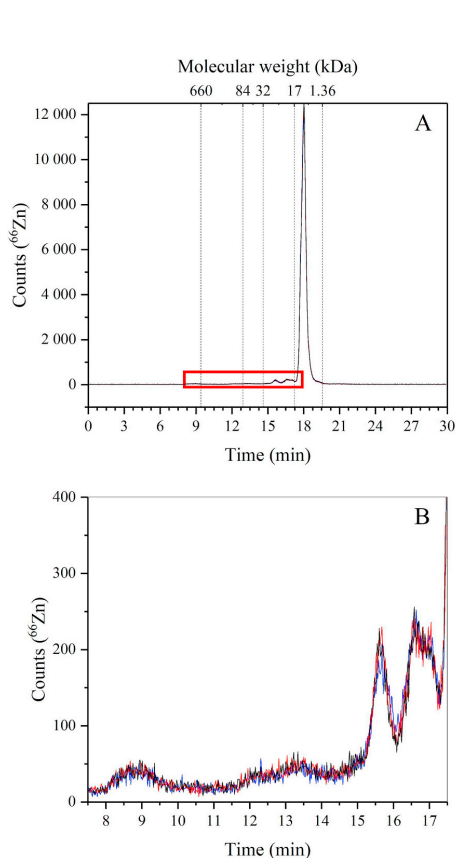 Molecular weight (kDa)
660 84 32 17 1.36
A
12 000
10 000
8 000
6 000
4 000
2 000
0
Counts (⁶⁶Zn)
0 3 6 9 12 15 18 21 24 27 30
Time (min)
B
400
300
200
100
0
Counts (⁶⁶Zn)
8 9 10 11 12 13 14 15 16 17
Time (min)